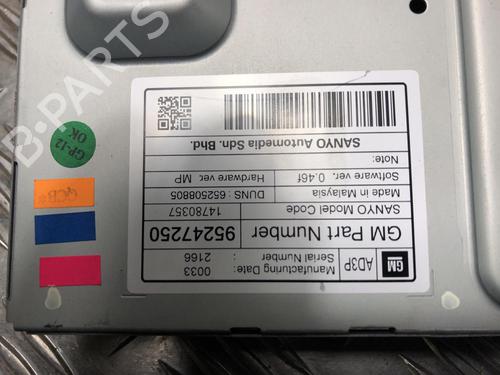 GM AD3P Manufacturing Date: 0033
Serial Number : 2166
GM Part Number 95247250
SANYO Model Code 14780357
Made in Malaysia DUNS : 652508805
Software ver. 0.46f Hardware ver. MP
Note:
SANYO Automedia Sdn. Bhd.
GP-12
OK
QCB*
B-PARTS